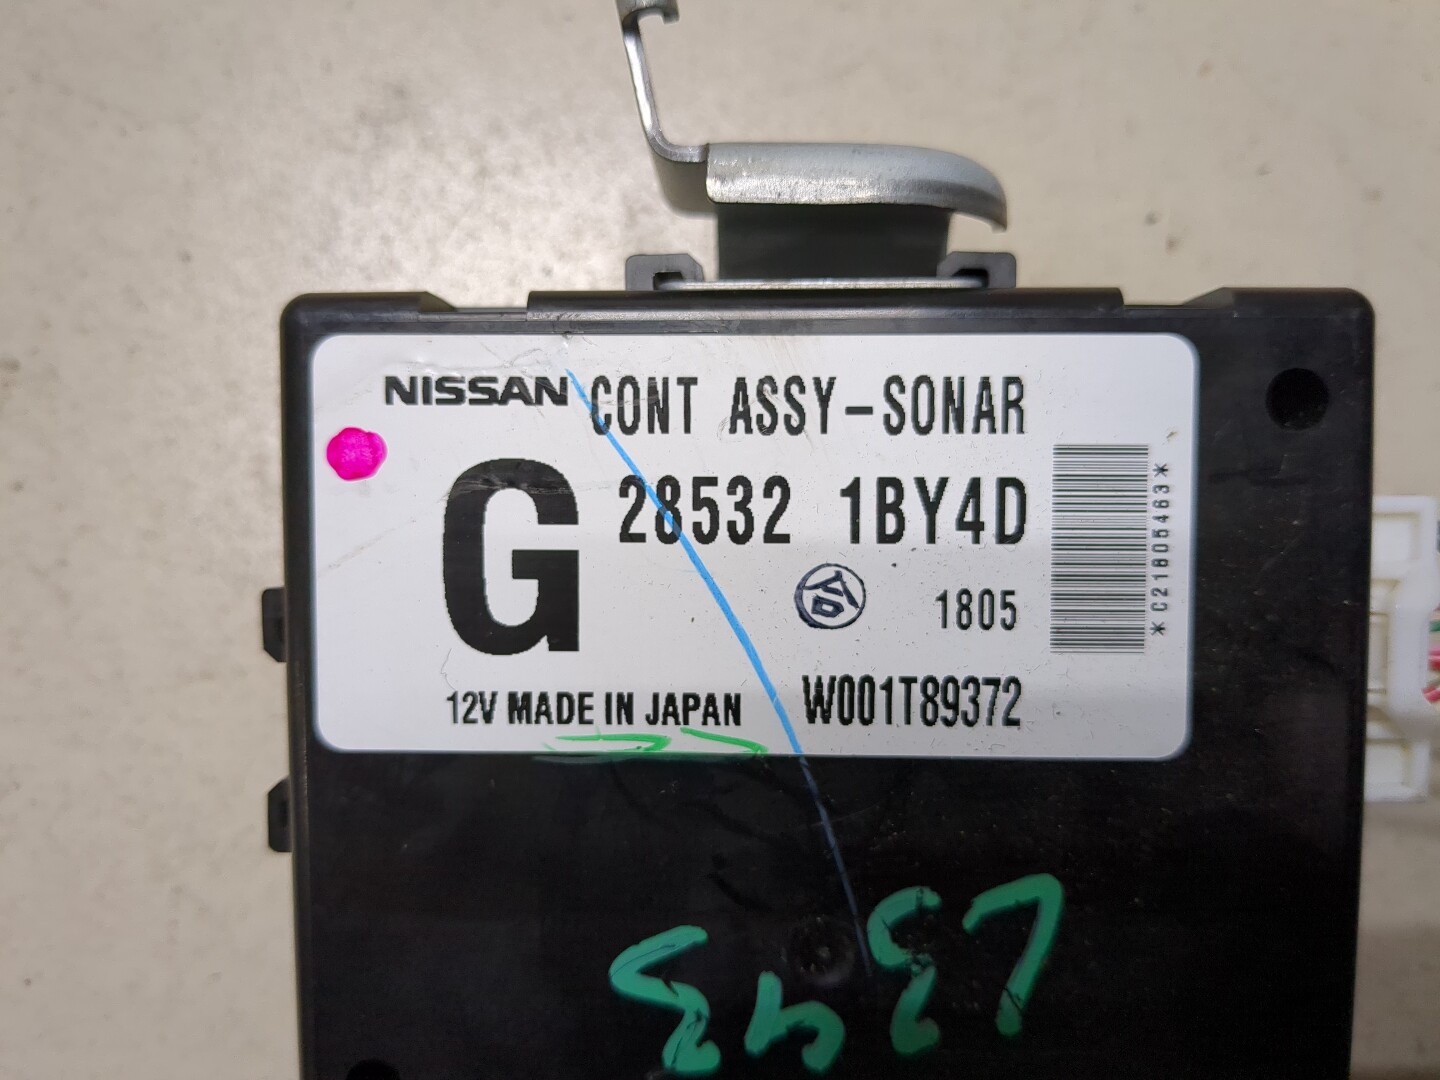 NISSAN CONT ASSY-SONAR
G 28532 1BY4D
1805
12V MADE IN JAPAN W001T89372
*C21805463*